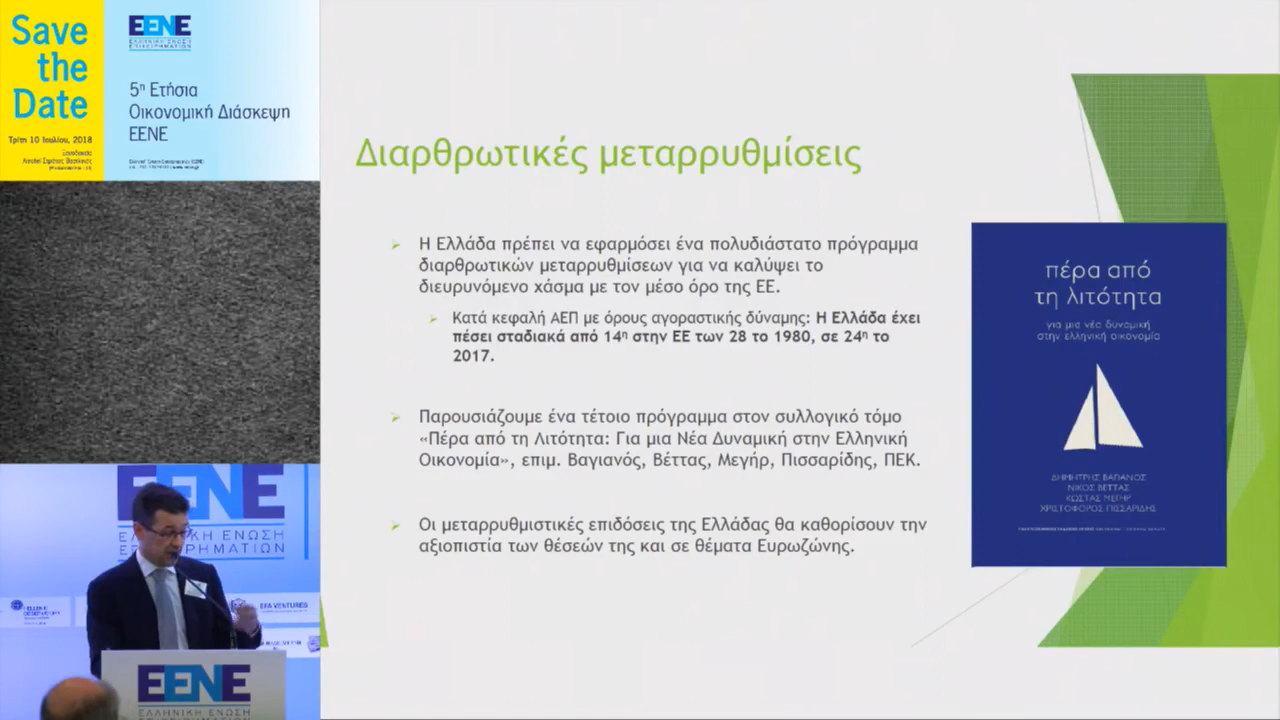 Save
the
Date
Τρίτη 10 Ιουλίου, 2018
ΕΕΝΕ
ΕΛΛΗΝΙΚΗ ΕΝΩΣΗ
ΕΠΙΧΕΙΡΗΜΑΤΙΩΝ
5η Ετήσια
Οικονομική Διάσκεψη
ΕΕΝΕ
Διαρθρωτικές μεταρρυθμίσεις
Η Ελλάδα πρέπει να εφαρμόσει ένα πολυδιάστατο πρόγραμμα
διαρθρωτικών μεταρρυθμίσεων για να καλύψει το
διευρυνόμενο χάσμα με τον μέσο όρο της ΕΕ.
Κατά κεφαλή ΑΕΠ με όρους αγοραστικής δύναμης: Η Ελλάδα έχει
πέσει σταδιακά από 14η στην ΕΕ των 28 το 1980, σε 24η το
2017.
Παρουσιάζουμε ένα τέτοιο πρόγραμμα στον συλλογικό τόμο
«Πέρα από τη Λιτότητα: Για μια Νέα Δυναμική στην Ελληνική
Οικονομία», επιμ. Βαγιανός, Βέττας, Μεγήρ, Πισσαρίδης, ΠΕΚ.
Οι μεταρρυθμιστικές επιδόσεις της Ελλάδας θα καθορίσουν την
αξιοπιστία των θέσεών της και σε θέματα Ευρωζώνης.
πέρα από
τη λιτότητα
για μια νέα δυναμική
στην ελληνική οικονομία
ΔΗΜΗΤΡΗΣ ΒΑΓΙΑΝΟΣ
ΝΙΚΟΣ ΒΕΤΤΑΣ
ΚΩΣΤΑΣ ΜΕΓΗΡ
ΧΡΙΣΤΟΦΟΡΟΣ ΠΙΣΣΑΡΙΔΗΣ
ΕΕΝΕ
ΕΛΛΗΝΙΚΗ ΕΝΩΣΗ
ΕΠΙΧΕΙΡΗΜΑΤΙΩΝ
HELLENIC
OBSERVATORY
EFA VENTURES
ΕΕΝΕ
ΕΛΛΗΝΙΚΗ ΕΝΩΣΗ